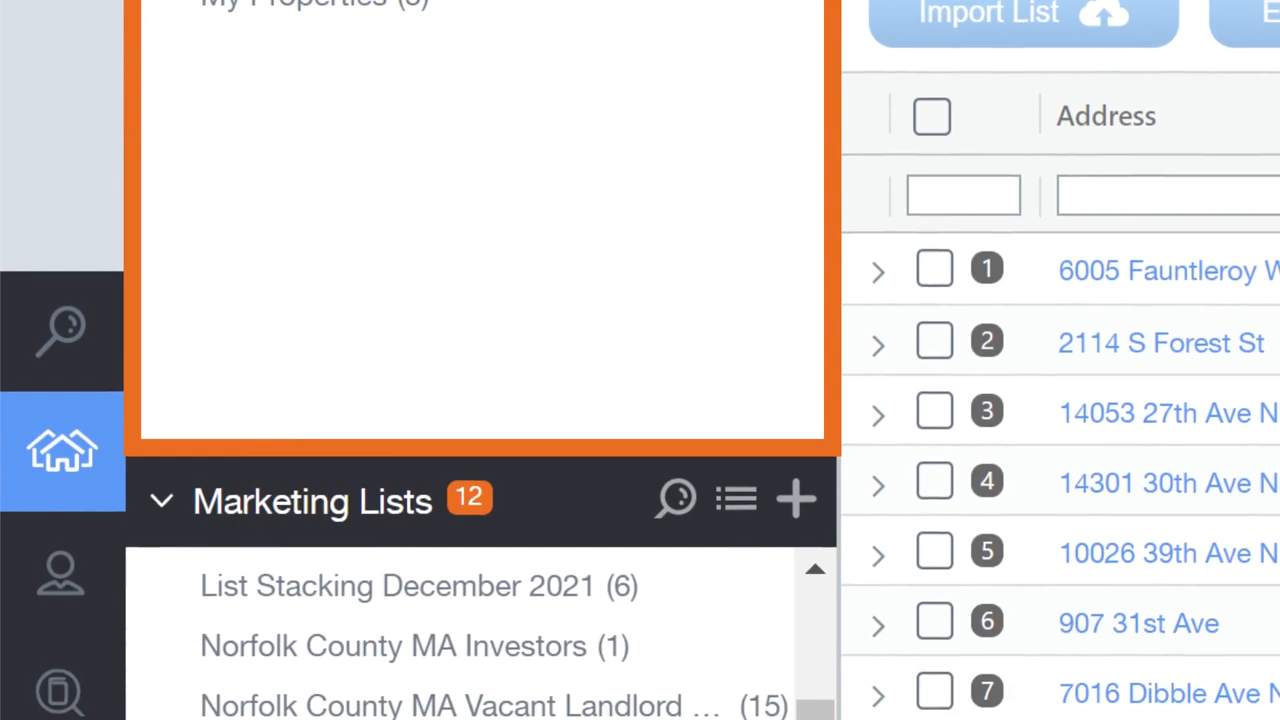 My Properties
Import List
Address
1 6005 Fauntleroy
2 2114 S Forest St
3 14053 27th Ave N
4 14301 30th Ave N
5 10026 39th Ave N
6 907 31st Ave
7 7016 Dibble Ave
Marketing Lists 12
List Stacking December 2021 (6)
Norfolk County MA Investors (1)
Norfolk County MA Vacant Landlord ... (15)